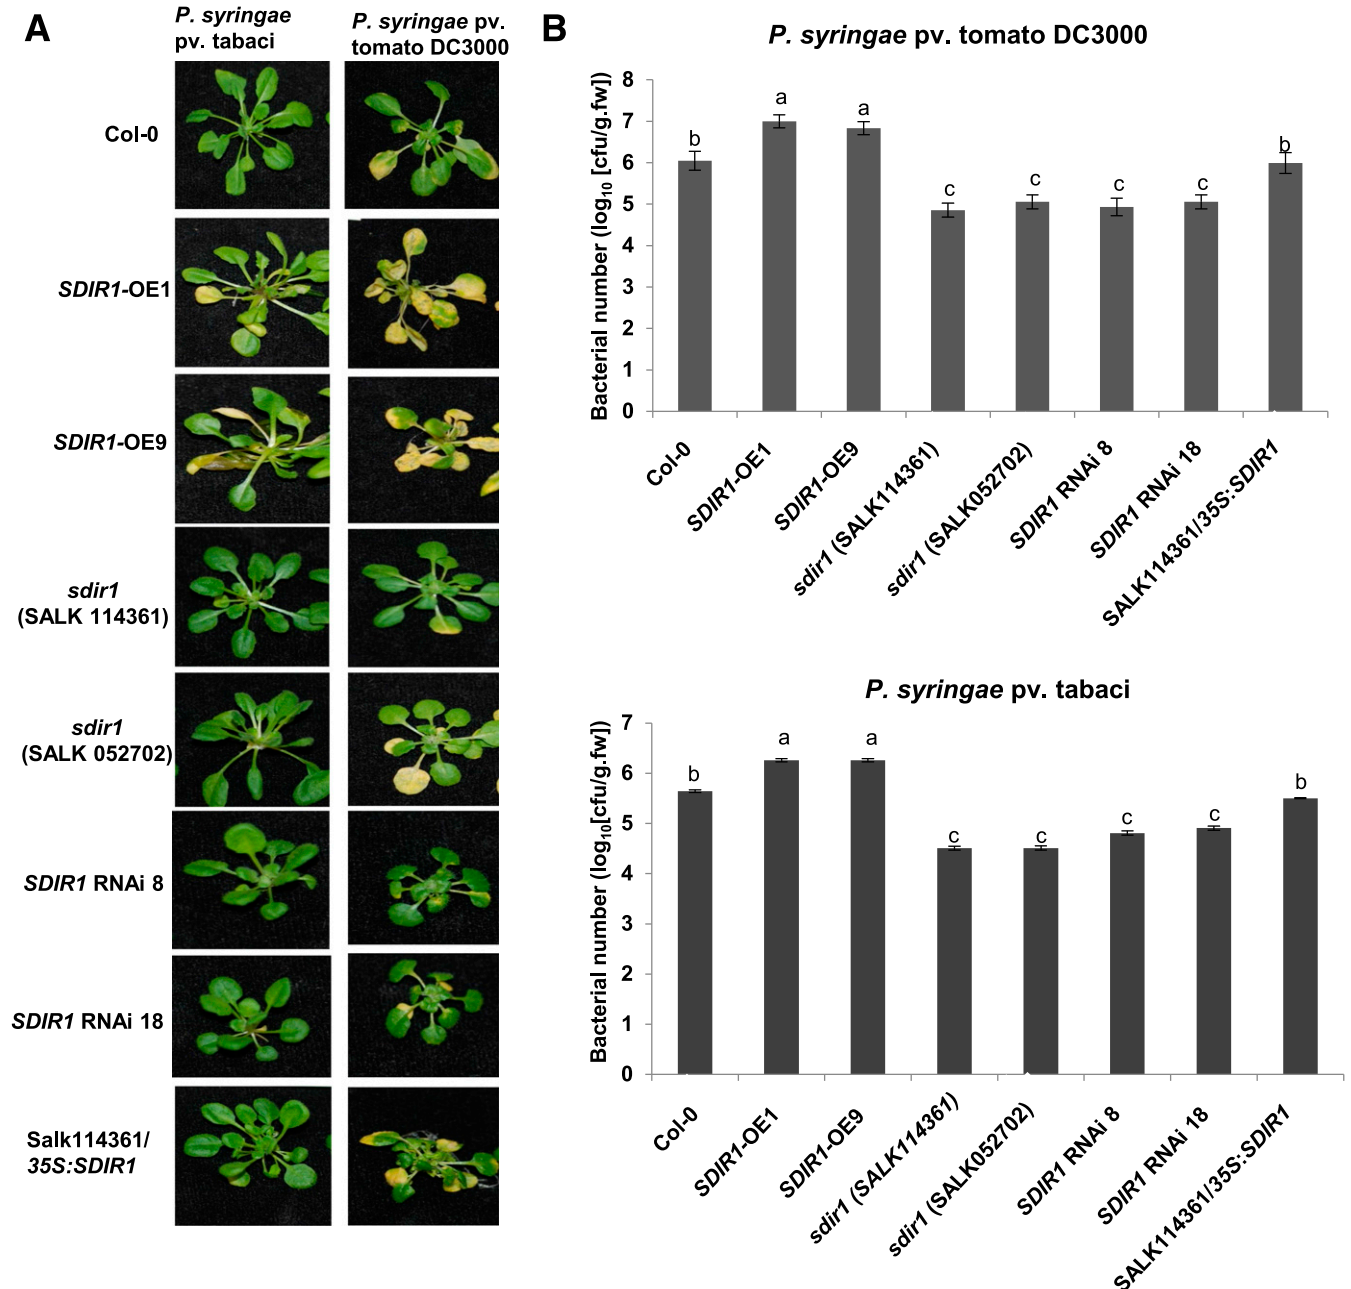 A
P. syringae
pv. tabaci
P. syringae pv.
tomato DC3000
Col-0
SDIR1-OE1
SDIR1-OE9
sdir1
(SALK 114361)
sdir1
(SALK 052702)
SDIR1 RNAi 8
SDIR1 RNAi 18
Salk114361/
35S:SDIR1
B
P. syringae pv. tomato DC3000
Bacterial number (log10 [cfu/g.fw])
8
7
6
5
4
3
2
1
0
b
a
a
c
c
c
c
b
Col-0
SDIR1-OE1
SDIR1-OE9
sdir1 (SALK114361)
sdir1 (SALK052702)
SDIR1 RNAi 8
SDIR1 RNAi 18
SALK114361/35S:SDIR1
P. syringae pv. tabaci
Bacterial number (log10[cfu/g.fw])
7
6
5
4
3
2
1
0
b
a
a
c
c
c
c
b
Col-0
SDIR1-OE1
SDIR1-OE9
sdir1 (SALK114361)
sdir1 (SALK052702)
SDIR1 RNAi 8
SDIR1 RNAi 18
SALK114361/35S:SDIR1